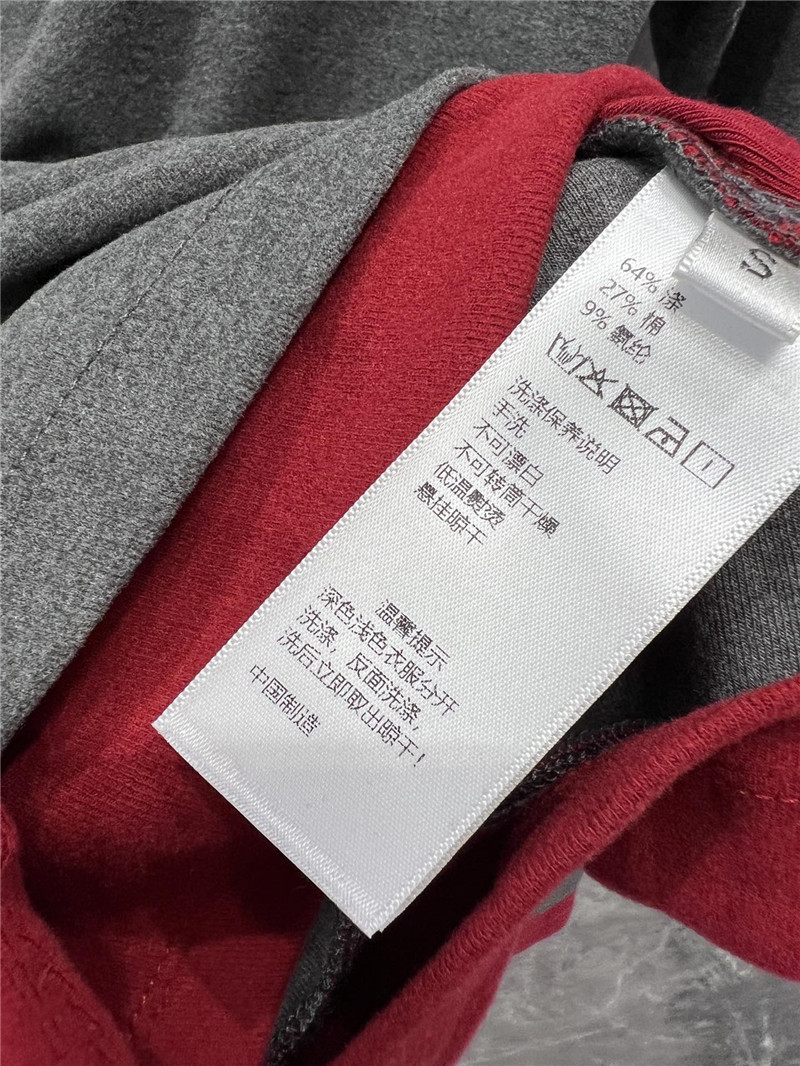 S
64% 涤
27% 棉
9% 氨纶
洗涤保养说明
手洗
不可漂白
不可转筒干燥
低温熨烫
悬挂晾干
温馨提示
深色浅色衣服分开
洗涤，反面洗涤，
洗后立即取出晾干！
中国制造